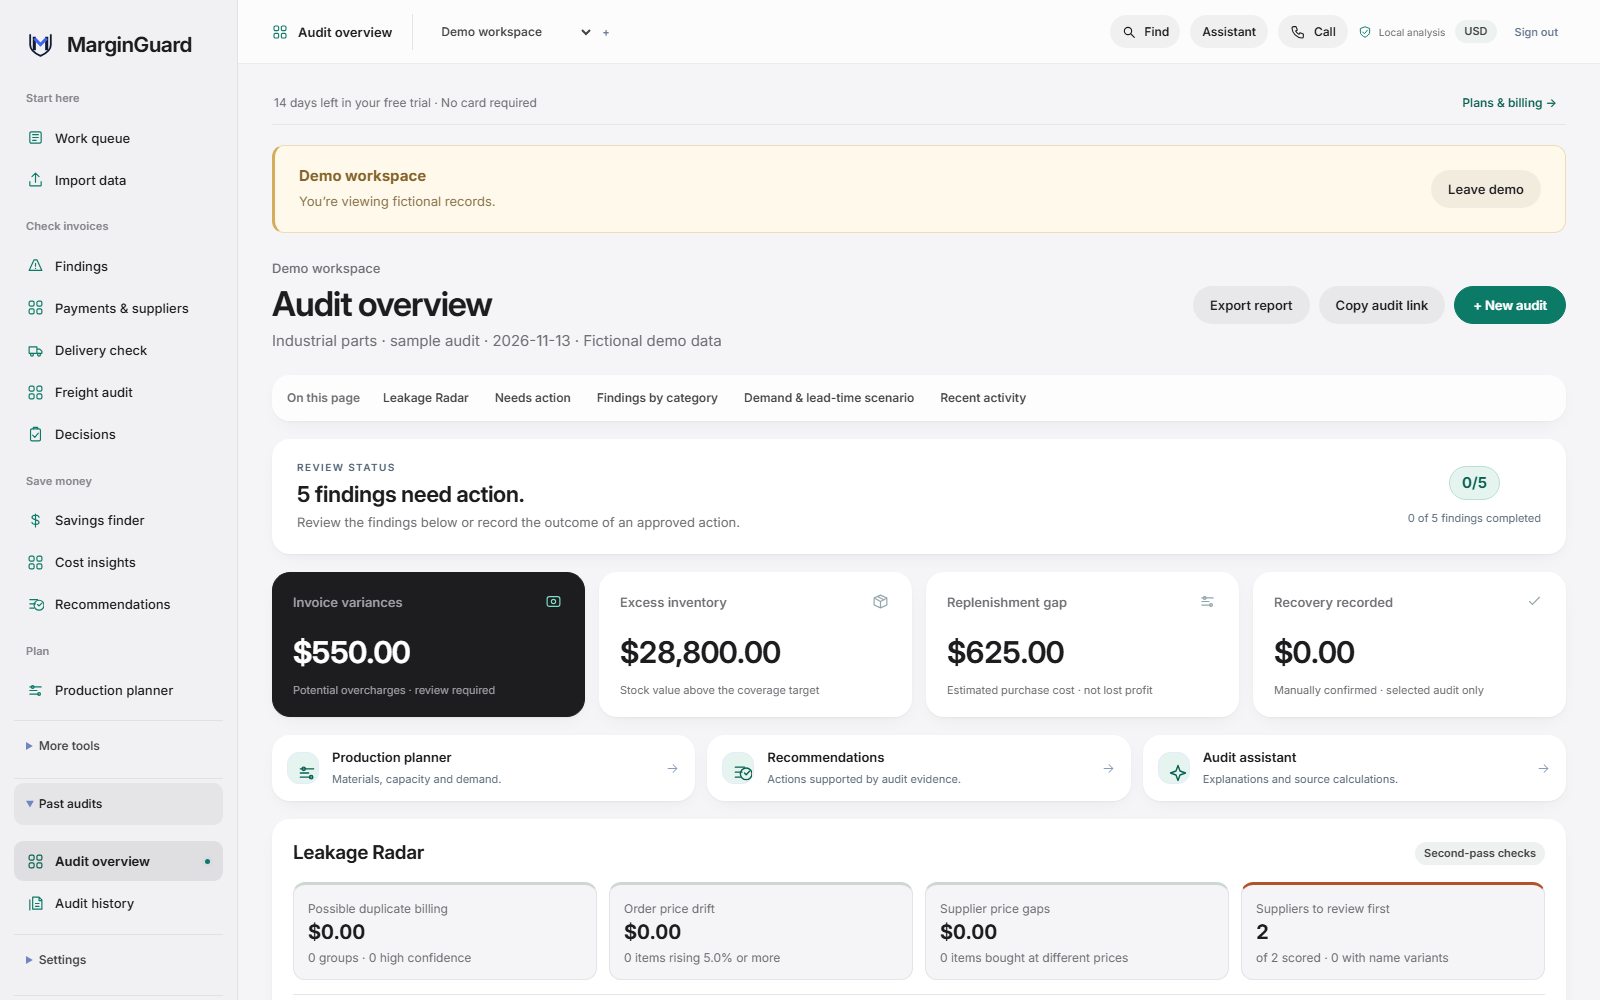 MarginGuard
Start here
Work queue
Import data
Check invoices
Findings
Payments & suppliers
Delivery check
Freight audit
Decisions
Save money
Savings finder
Cost insights
Recommendations
Plan
Production planner
More tools
Past audits
Audit overview
Audit history
Settings
Audit overview
Demo workspace
+
Find
Assistant
Call
Local analysis
USD
Sign out
14 days left in your free trial · No card required
Plans & billing →
Demo workspace
You're viewing fictional records.
Leave demo
Demo workspace
Audit overview
Industrial parts · sample audit · 2026-11-13 · Fictional demo data
Export report
Copy audit link
+ New audit
On this page
Leakage Radar
Needs action
Findings by category
Demand & lead-time scenario
Recent activity
REVIEW STATUS
5 findings need action.
Review the findings below or record the outcome of an approved action.
0/5
0 of 5 findings completed
Invoice variances
$550.00
Potential overcharges · review required
Excess inventory
$28,800.00
Stock value above the coverage target
Replenishment gap
$625.00
Estimated purchase cost · not lost profit
Recovery recorded
$0.00
Manually confirmed · selected audit only
Production planner
Materials, capacity and demand.
Recommendations
Actions supported by audit evidence.
Audit assistant
Explanations and source calculations.
Leakage Radar
Second-pass checks
Possible duplicate billing
$0.00
0 groups · 0 high confidence
Order price drift
$0.00
0 items rising 5.0% or more
Supplier price gaps
$0.00
0 items bought at different prices
Suppliers to review first
2
of 2 scored · 0 with name variants